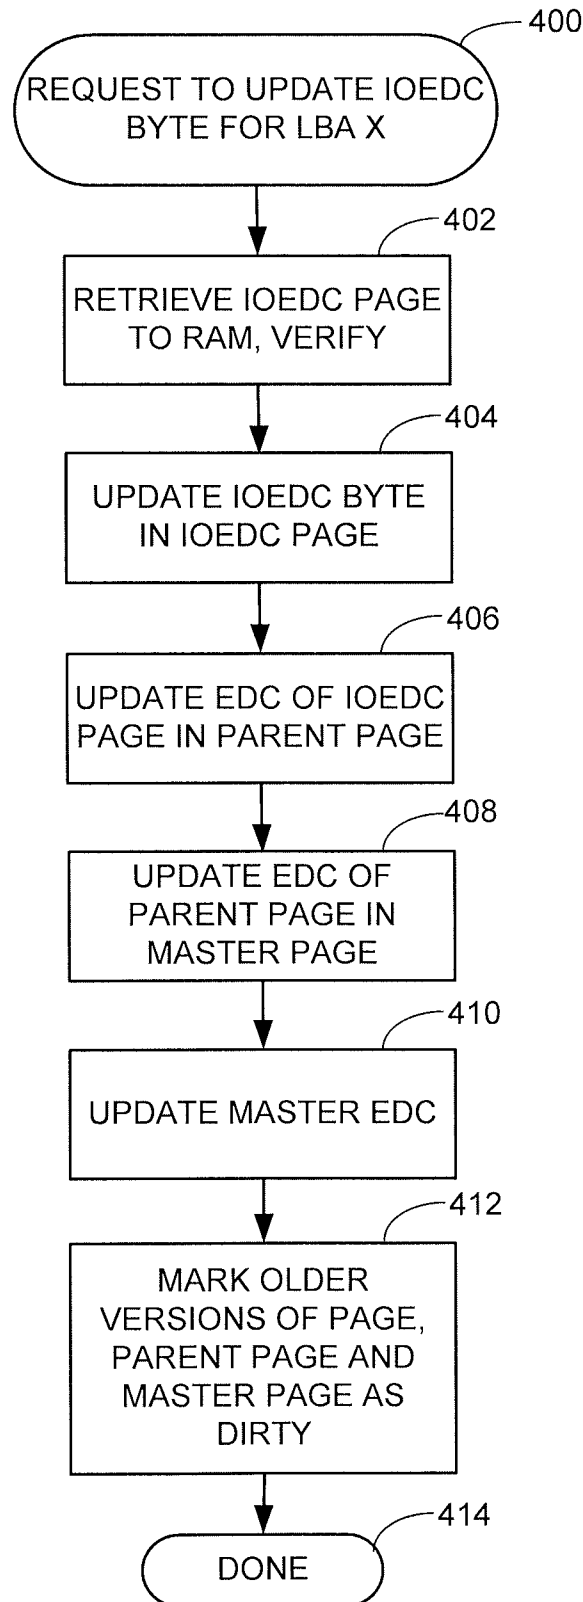 400
REQUEST TO UPDATE IOEDC
BYTE FOR LBA X
402
RETRIEVE IOEDC PAGE
TO RAM, VERIFY
404
UPDATE IOEDC BYTE
IN IOEDC PAGE
406
UPDATE EDC OF IOEDC
PAGE IN PARENT PAGE
408
UPDATE EDC OF
PARENT PAGE IN
MASTER PAGE
410
UPDATE MASTER EDC
412
MARK OLDER
VERSIONS OF PAGE,
PARENT PAGE AND
MASTER PAGE AS
DIRTY
414
DONE